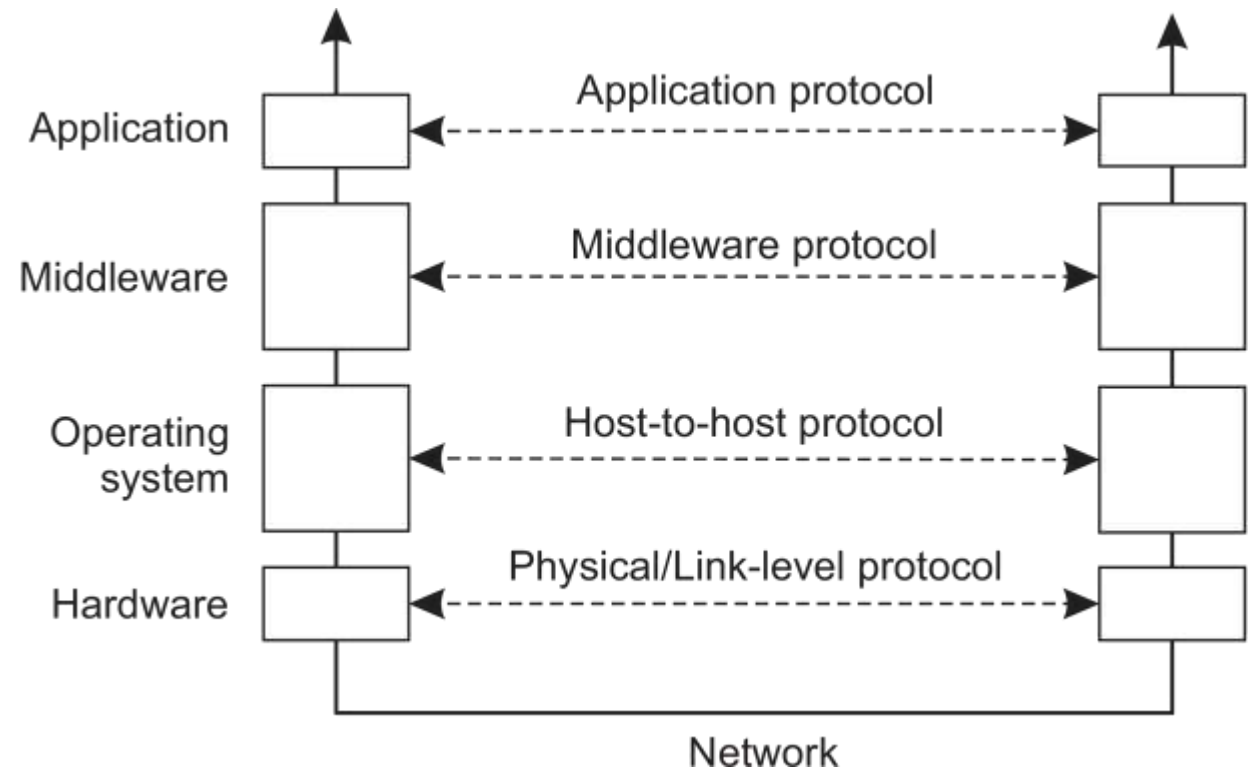 Application protocol
Application
Middleware protocol
Middleware
Host-to-host protocol
Operating
system
Physical/Link-level protocol
Hardware
Network